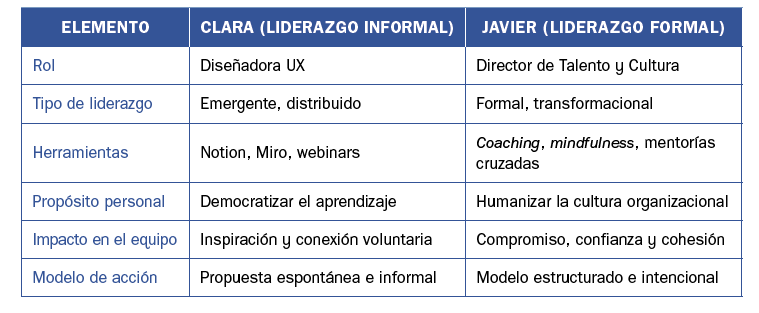 ELEMENTO CLARA (LIDERAZGO INFORMAL) JAVIER (LIDERAZGO FORMAL)
Rol Diseñadora UX Director de Talento y Cultura
Tipo de liderazgo Emergente, distribuido Formal, transformacional
Herramientas Notion, Miro, webinars Coaching, mindfulness, mentorías
cruzadas
Propósito personal Democratizar el aprendizaje Humanizar la cultura organizacional
Impacto en el equipo Inspiración y conexión voluntaria Compromiso, confianza y cohesión
Modelo de acción Propuesta espontánea e informal Modelo estructurado e intencional